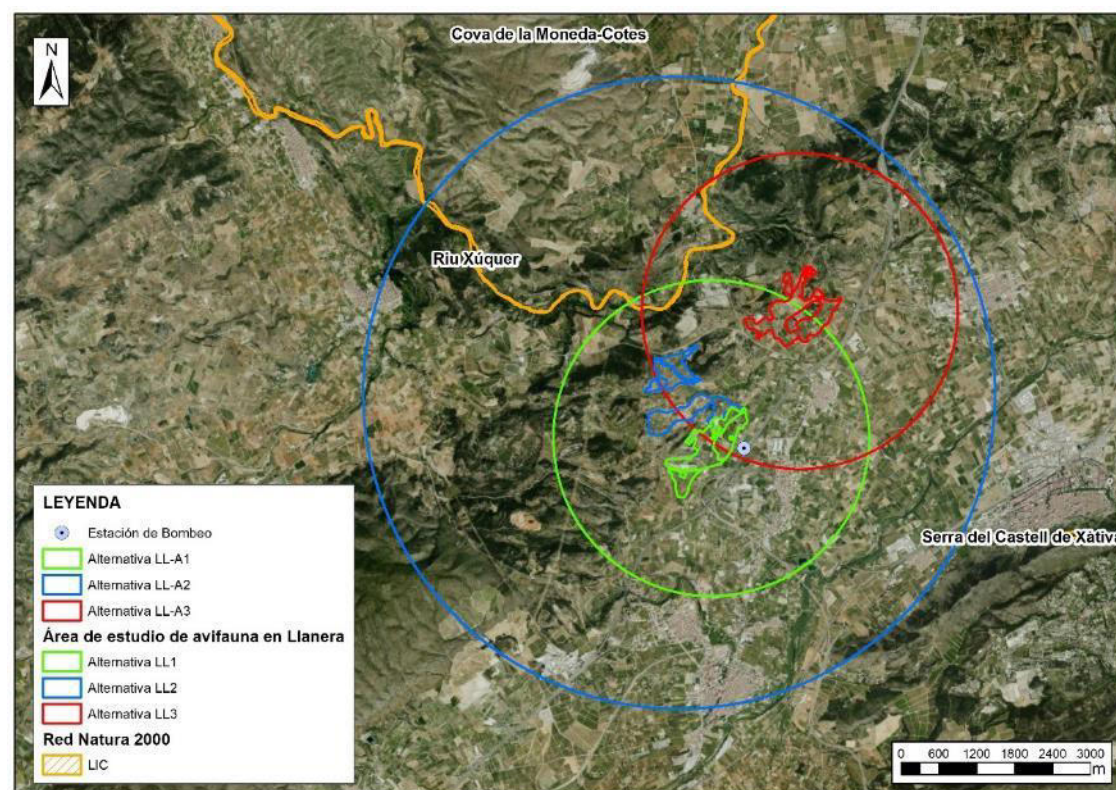 Cova de la Moneda-Cotes
N
Riu Xúquer
Serra del Castell de Xàtiva
LEYENDA
Estación de Bombeo
Alternativa LL-A1
Alternativa LL-A2
Alternativa LL-A3
Área de estudio de avifauna en Llanera
Alternativa LL1
Alternativa LL2
Alternativa LL3
Red Natura 2000
LIC
0 600 1200 1800 2400 3000
m